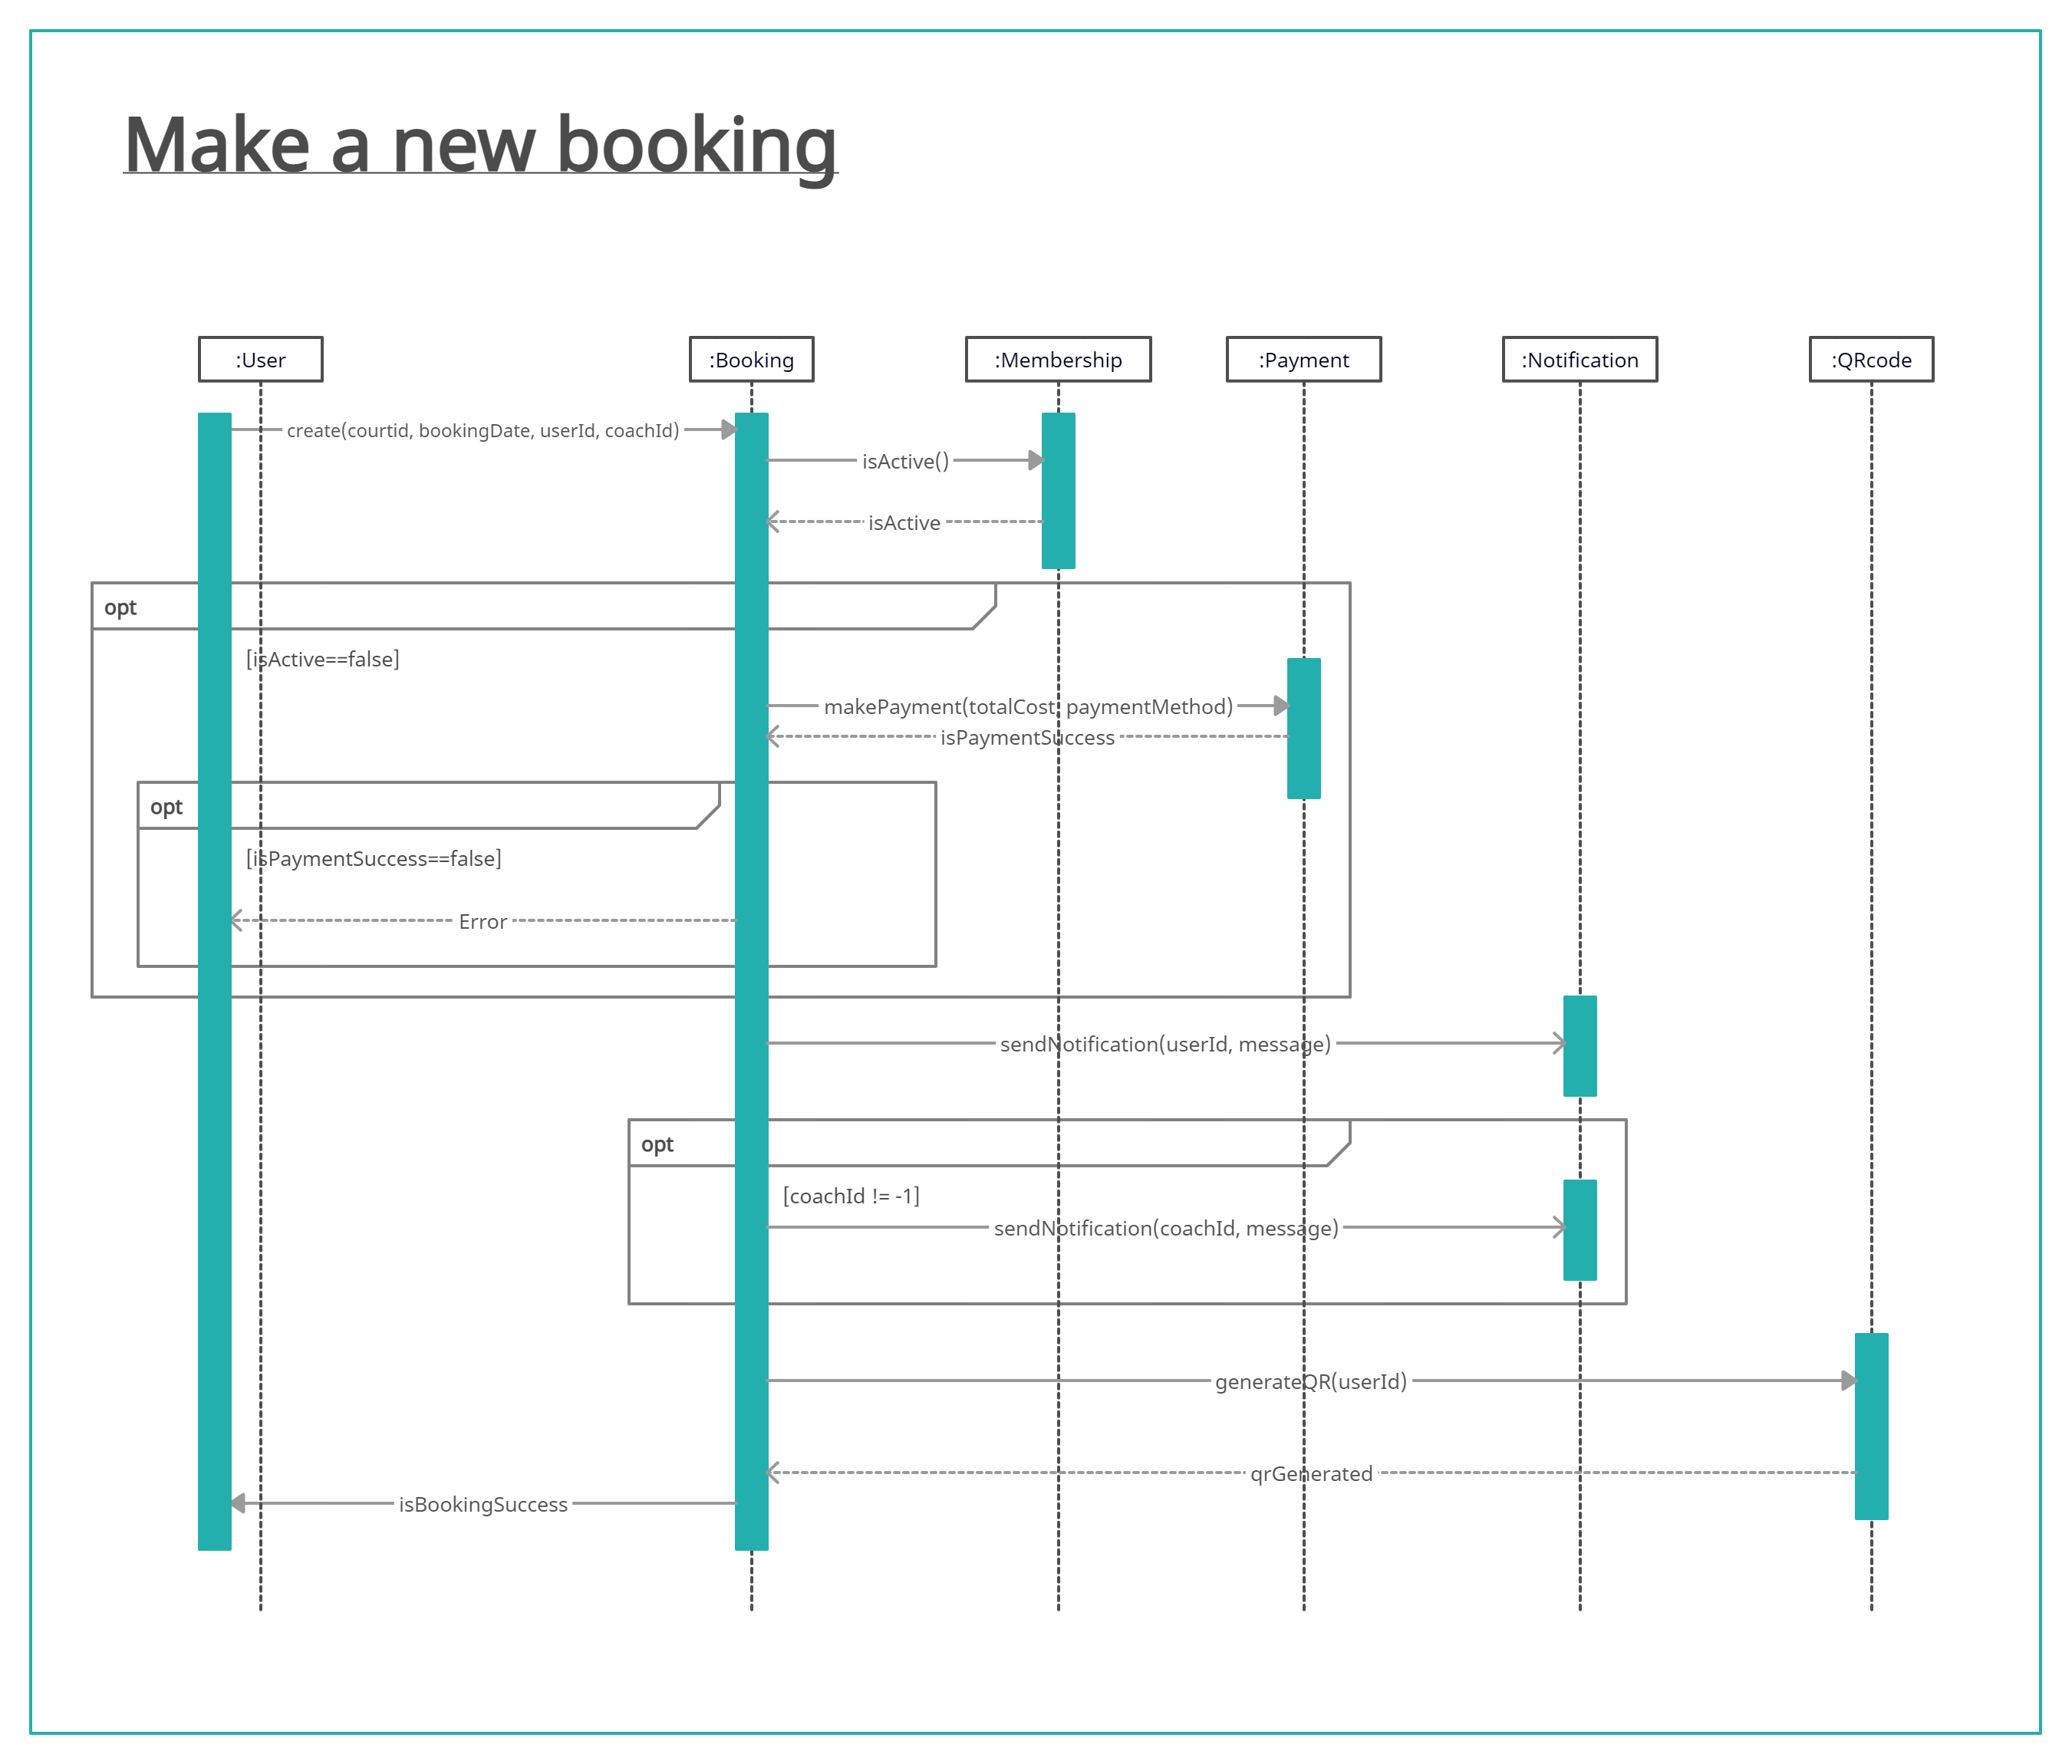 Make a new booking
:User
:Booking
:Membership
:Payment
:Notification
:QRcode
create(courtid, bookingDate, userId, coachId)
isActive()
isActive
opt
[isActive==false]
makePayment(totalCost, paymentMethod)
isPaymentSuccess
opt
[isPaymentSuccess==false]
Error
sendNotification(userId, message)
opt
[coachId != -1]
sendNotification(coachId, message)
generateQR(userId)
qrGenerated
isBookingSuccess